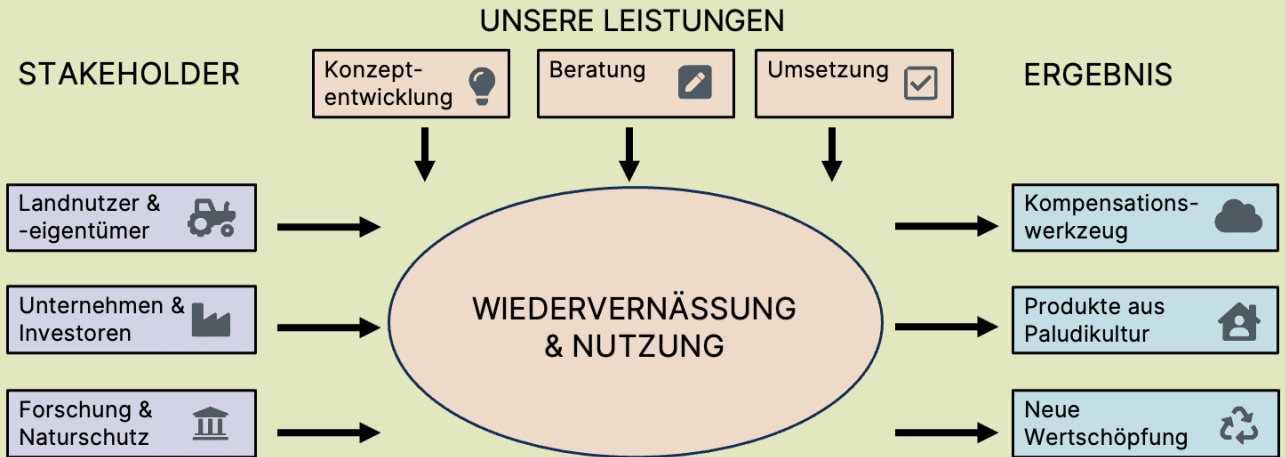 UNSERE LEISTUNGEN
STAKEHOLDER
Konzept-
entwicklung
Beratung
Umsetzung
ERGEBNIS
Landnutzer &
-eigentümer
Unternehmen &
Investoren
Forschung &
Naturschutz
WIEDERVERNÄSSUNG
& NUTZUNG
Kompensations-
werkzeug
Produkte aus
Paludikultur
Neue
Wertschöpfung